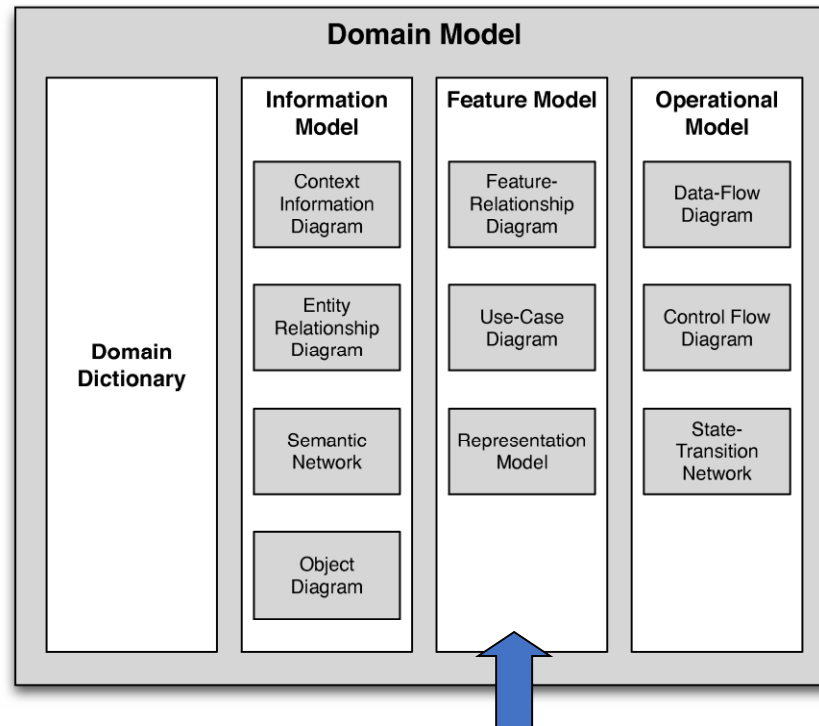 Domain Model
Domain
Dictionary
Information
Model
Context
Information
Diagram
Entity
Relationship
Diagram
Semantic
Network
Object
Diagram
Feature Model
Feature-
Relationship
Diagram
Use-Case
Diagram
Representation
Model
Operational
Model
Data-Flow
Diagram
Control Flow
Diagram
State-
Transition
Network